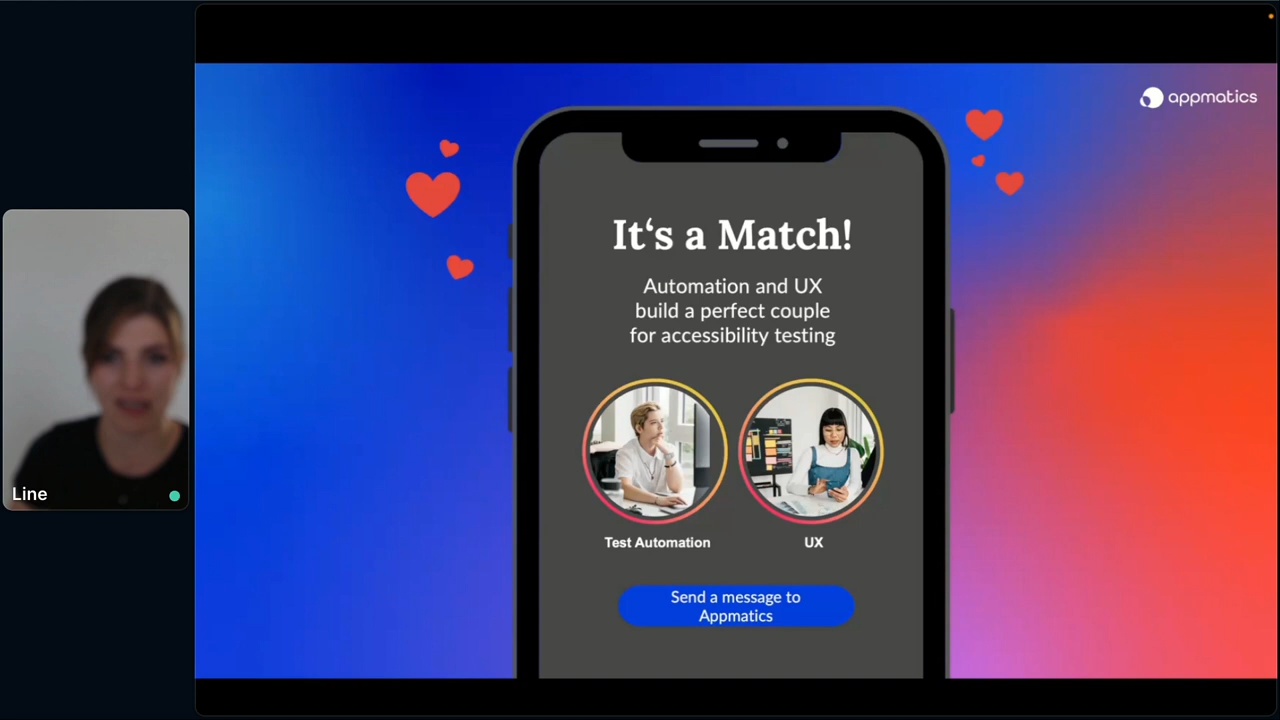 appmatics
It‘s a Match!
Automation and UX
build a perfect couple
for accessibility testing
Test Automation
UX
Send a message to
Appmatics
Line